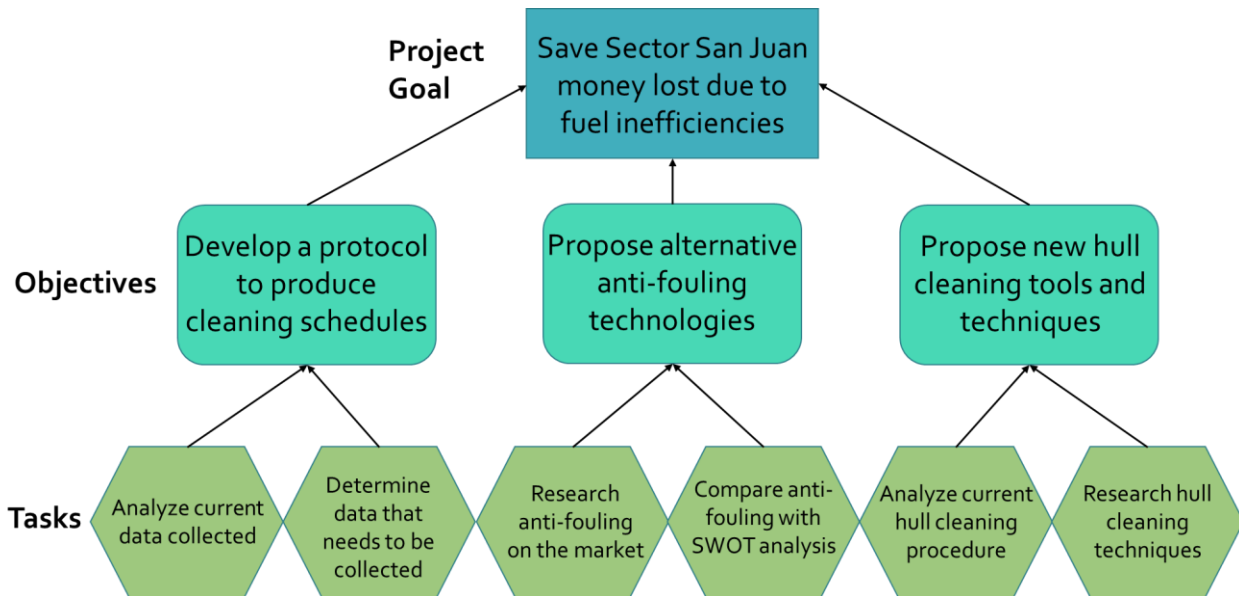 Project
Goal
Save Sector San Juan
money lost due to
fuel inefficiencies
Objectives
Develop a protocol
to produce
cleaning schedules
Propose alternative
anti-fouling
technologies
Propose new hull
cleaning tools and
techniques
Tasks
Analyze current
data collected
Determine
data that
needs to be
collected
Research
anti-fouling
on the market
Compare anti-
fouling with
SWOT analysis
Analyze current
hull cleaning
procedure
Research hull
cleaning
techniques